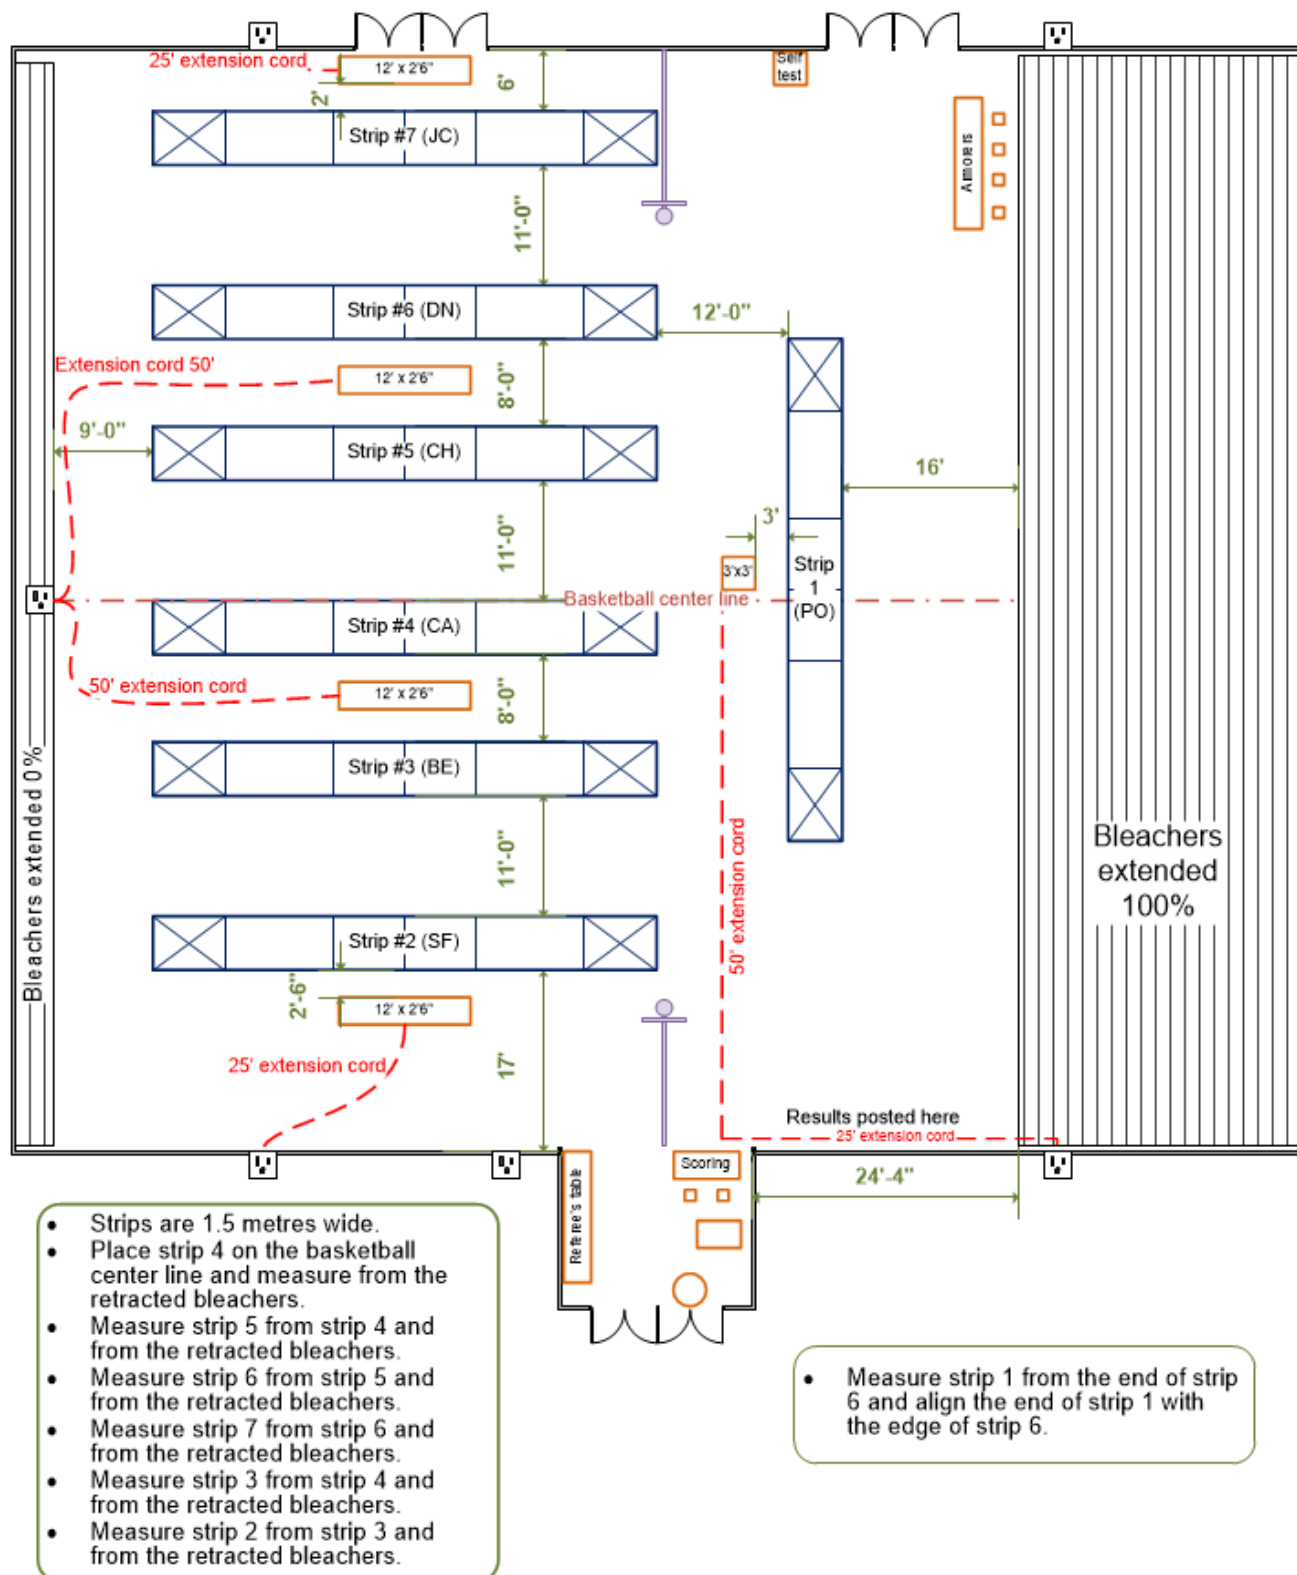 25' extension cord
12' x 2'6"
2'
6'
Self
test
Strip #7 (JC)
Armorers
11'-0"
Strip #6 (DN)
12'-0"
Extension cord 50'
12' x 2'6"
8'-0"
9'-0"
Strip #5 (CH)
16'
11'-0"
3'
3'x3'
Strip
1
(PO)
Basketball center line
Strip #4 (CA)
50' extension cord
12' x 2'6"
8'-0"
Strip #3 (BE)
Bleachers extended 0%
Bleachers
extended
100%
11'-0"
50' extension cord
Strip #2 (SF)
2'-6"
12' x 2'6"
25' extension cord
17'
Results posted here
25' extension cord
Scoring
Referee's table
24'-4"
• Strips are 1.5 metres wide.
• Place strip 4 on the basketball
center line and measure from the
retracted bleachers.
• Measure strip 5 from strip 4 and
from the retracted bleachers.
• Measure strip 6 from strip 5 and
from the retracted bleachers.
• Measure strip 7 from strip 6 and
from the retracted bleachers.
• Measure strip 3 from strip 4 and
from the retracted bleachers.
• Measure strip 2 from strip 3 and
from the retracted bleachers.
• Measure strip 1 from the end of strip
6 and align the end of strip 1 with
the edge of strip 6.